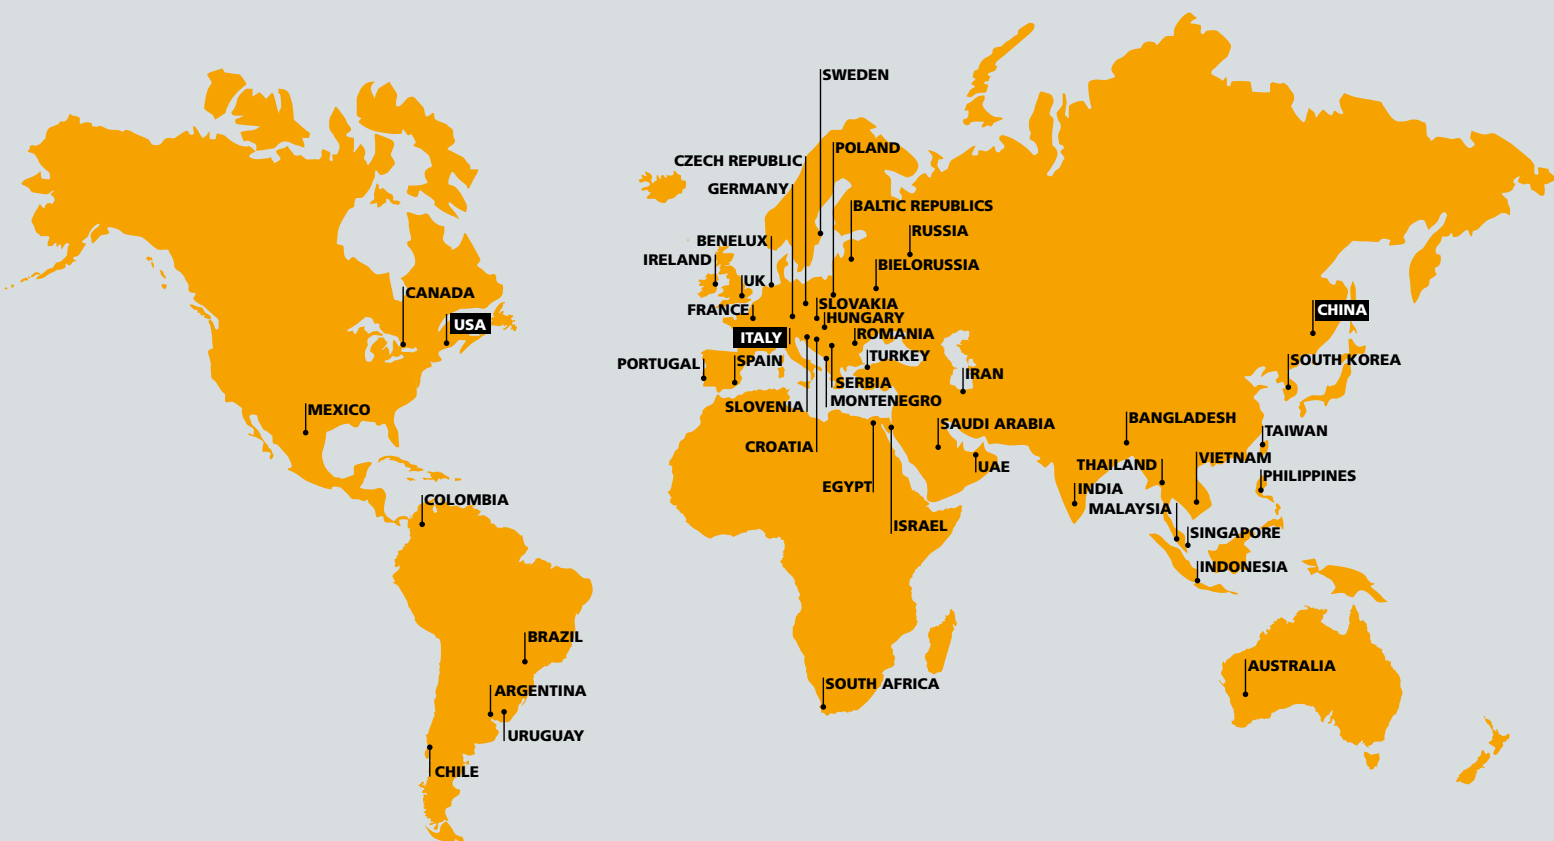 SWEDEN
POLAND
CZECH REPUBLIC
GERMANY
BALTIC REPUBLICS
RUSSIA
BENELUX
IRELAND
BIELORUSSIA
UK
CANADA
SLOVAKIA
FRANCE
CHINA
HUNGARY
USA
ROMANIA
ITALY
TURKEY
SOUTH KOREA
SPAIN
PORTUGAL
IRAN
SERBIA
MONTENEGRO
SLOVENIA
MEXICO
BANGLADESH
SAUDI ARABIA
TAIWAN
CROATIA
VIETNAM
THAILAND
UAE
PHILIPPINES
EGYPT
INDIA
COLOMBIA
MALAYSIA
ISRAEL
SINGAPORE
INDONESIA
BRAZIL
AUSTRALIA
SOUTH AFRICA
ARGENTINA
URUGUAY
CHILE